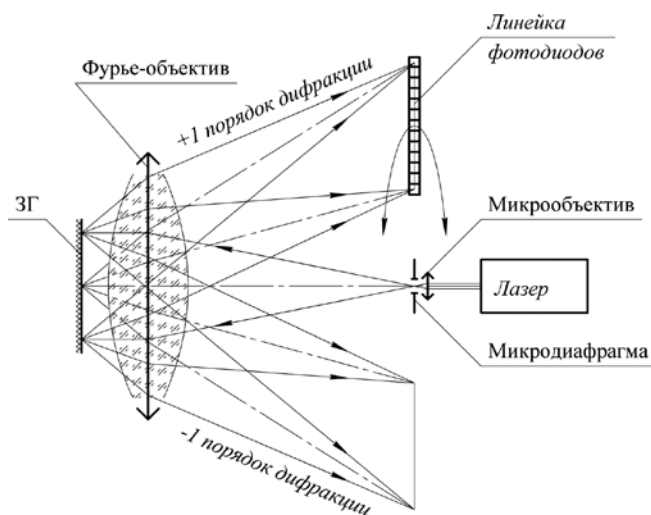 Линейка
фотодиодов
Фурье-объектив
+1 порядок дифракции
ЗГ
Микрообъектив
Лазер
Микродиафрагма
-1 порядок дифракции